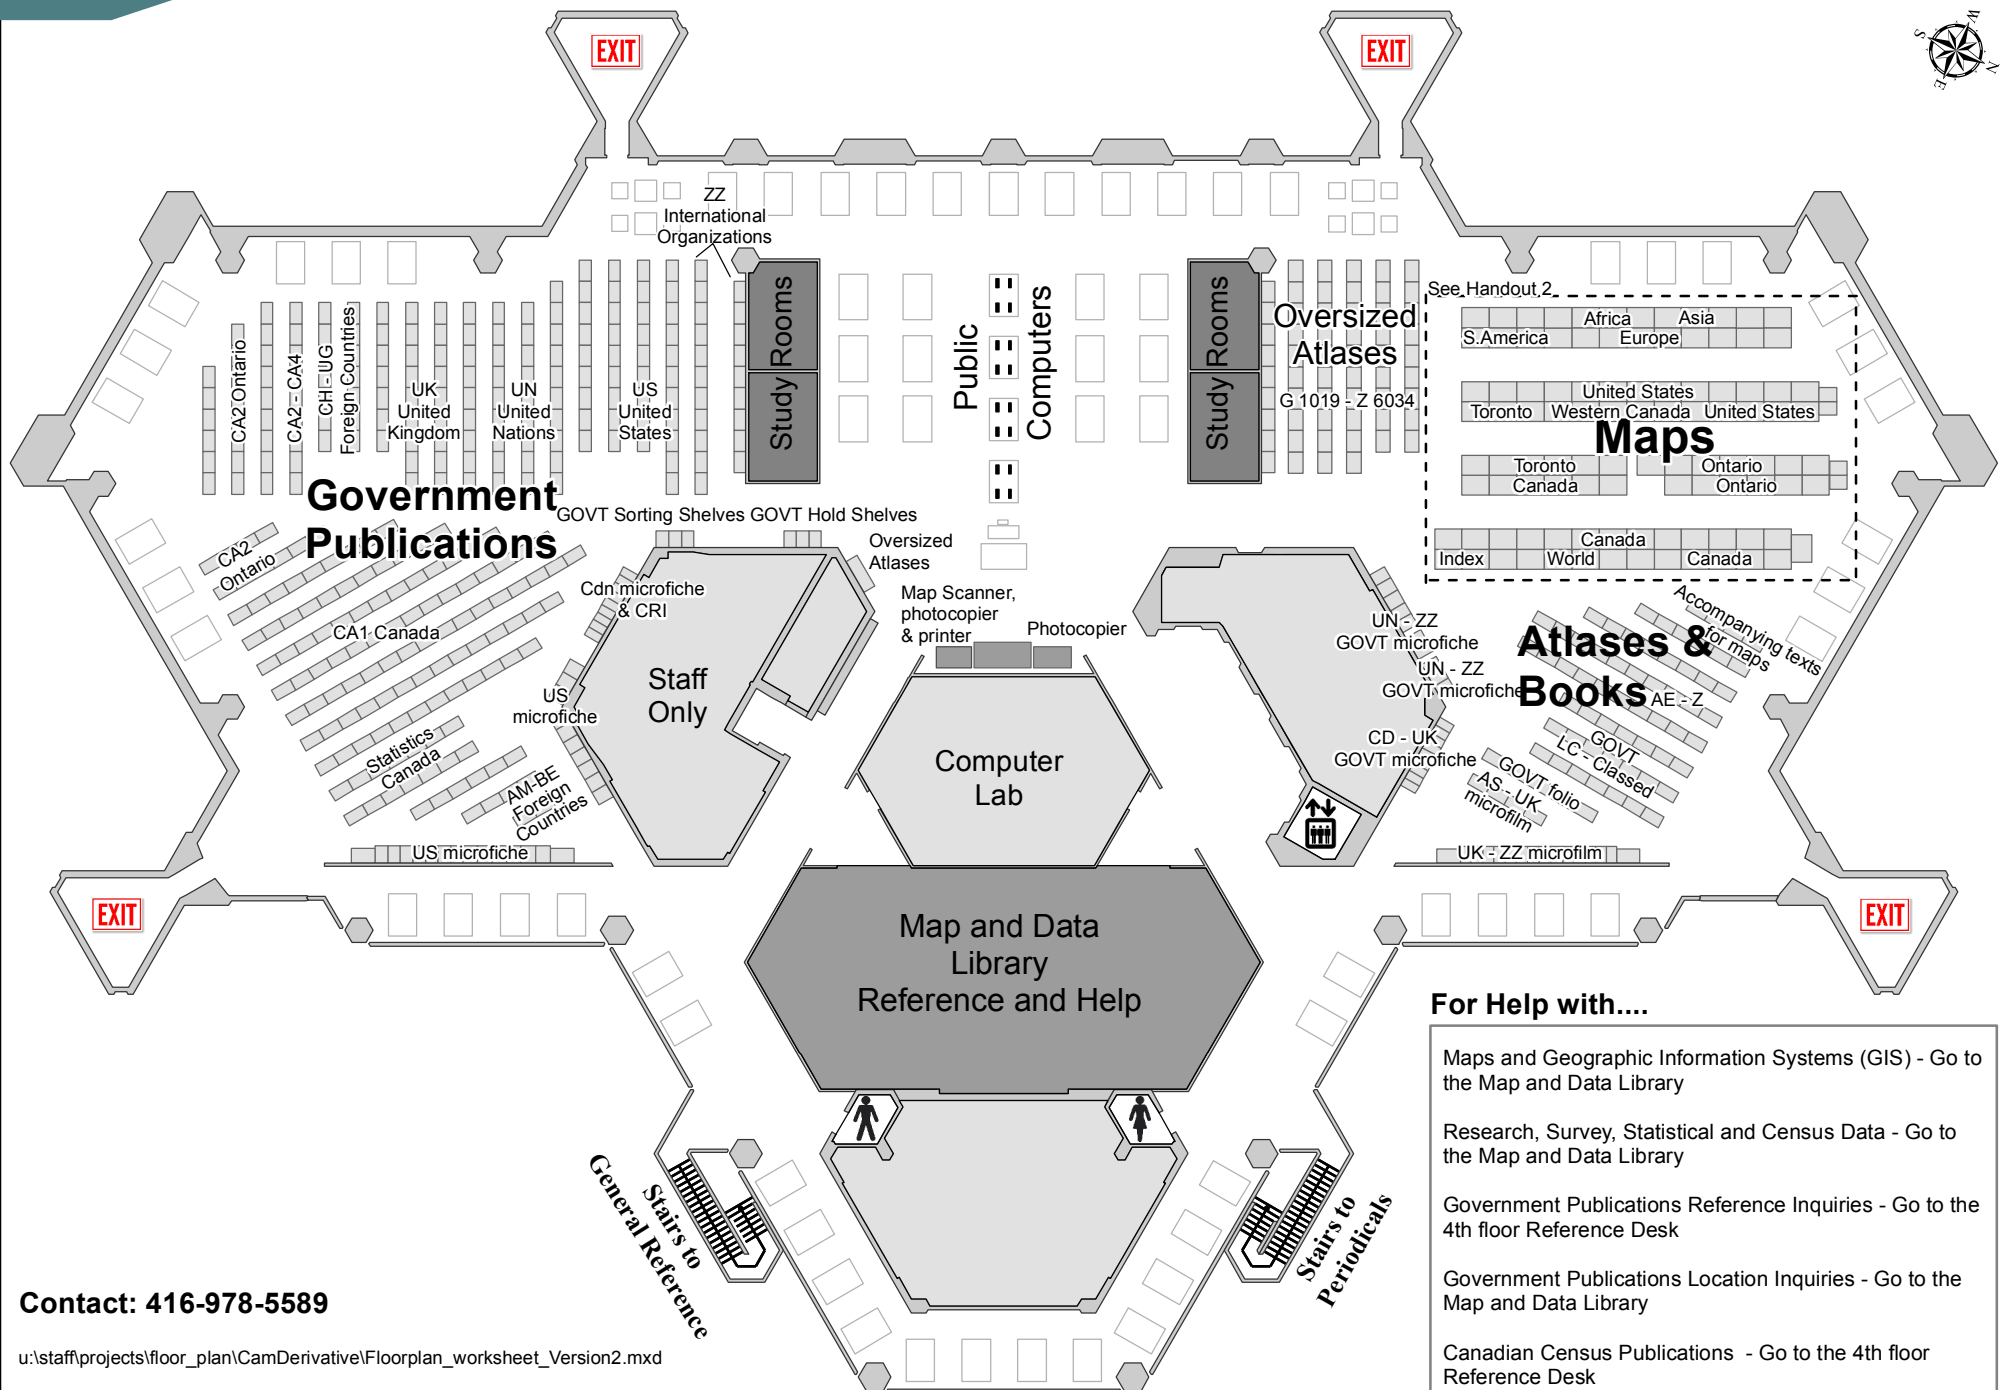 EXIT
EXIT
W
S
N
E
ZZ
International
Organizations
See Handout 2
Study Rooms
Study Rooms
Public
Computers
Study Rooms
Study Rooms
Oversized
Atlases
G 1019 - Z 6034
Africa
Asia
S.America
Europe
United States
Toronto
Western Canada
United States
Maps
Toronto
Ontario
Canada
Ontario
Canada
Index
World
Canada
CA2 Ontario
CA2 - CA4
CHI - UG
Foreign Countries
UK
United
Kingdom
UN
United
Nations
US
United
States
Government
Publications
GOVT Sorting Shelves
GOVT Hold Shelves
Oversized
Atlases
CA2
Ontario
Cdn microfiche
& CRI
Map Scanner,
photocopier
& printer
Photocopier
CA1 Canada
Staff
Only
US
microfiche
UN - ZZ
GOVT microfiche
UN - ZZ
GOVT microfiche
CD - UK
GOVT microfiche
Accompanying texts
for maps
Atlases &
Books
AE - Z
GOVT
LC - Classed
GOVT folio
AS - UK
microfilm
Statistics
Canada
AM-BE
Foreign
Countries
Computer
Lab
US microfiche
UK - ZZ microfilm
EXIT
EXIT
Map and Data
Library
Reference and Help
Stairs to
General Reference
Stairs to
Periodicals
For Help with....
Maps and Geographic Information Systems (GIS) - Go to
the Map and Data Library
Research, Survey, Statistical and Census Data - Go to
the Map and Data Library
Government Publications Reference Inquiries - Go to the
4th floor Reference Desk
Government Publications Location Inquiries - Go to the
Map and Data Library
Canadian Census Publications - Go to the 4th floor
Reference Desk
Contact: 416-978-5589
u:\staff\projects\floor_plan\CamDerivative\Floorplan_worksheet_Version2.mxd